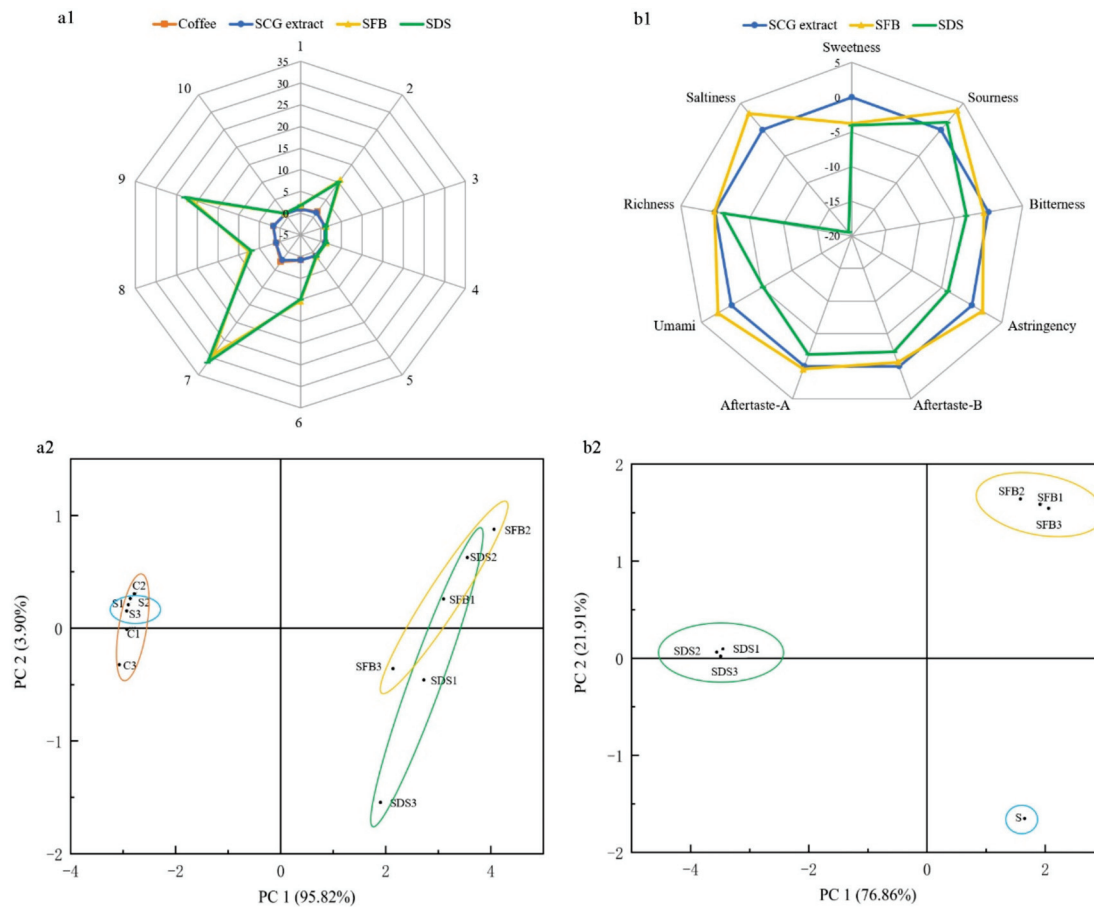 a1
Coffee SCG extract SFB SDS
1
2
3
4
5
6
7
8
9
10
35
30
25
20
15
10
5
0
-5
b1
SCG extract SFB SDS
Sweetness
Sourness
Bitterness
Astringency
Aftertaste-B
Aftertaste-A
Umami
Richness
Saltiness
5
0
-5
-10
-15
-20
a2
1
0
-1
-2
-4 -2 0 2 4
PC 2 (3.90%)
PC 1 (95.82%)
C2
S1 S2
S3
C1
C3
SFB2
SDS2
SFB1
SFB3
SDS1
SDS3
b2
2
1
0
-1
-2
-4 -2 0 2
PC 2 (21.91%)
PC 1 (76.86%)
SFB2 SFB1
SFB3
SDS2 SDS1
SDS3
S